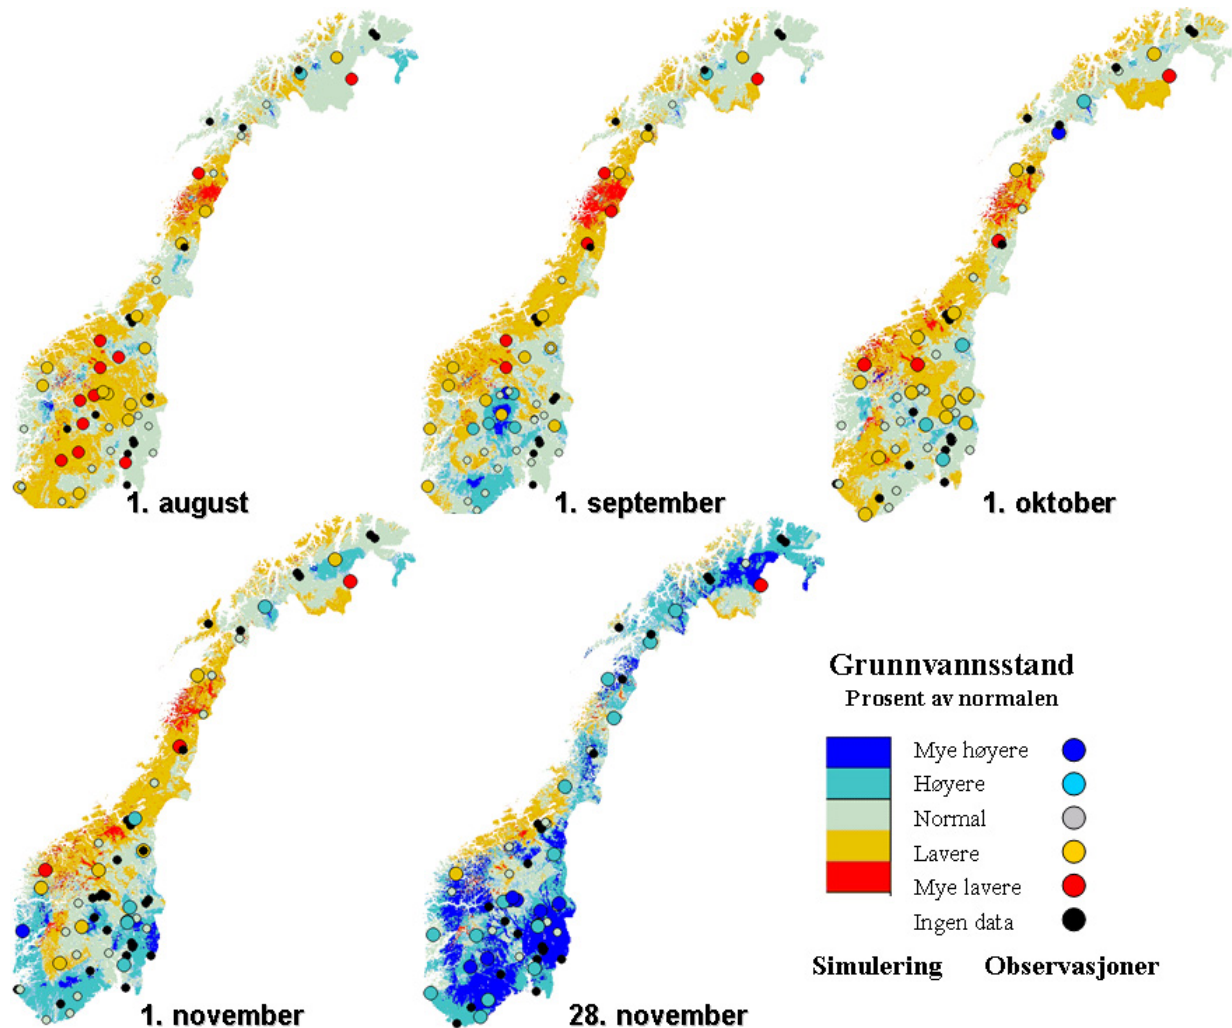 1. august
1. september
1. oktober
1. november
28. november
Grunnvannsstand
Prosent av normalen
Mye høyere
Høyere
Normal
Lavere
Mye lavere
Ingen data
Simulering Observasjoner